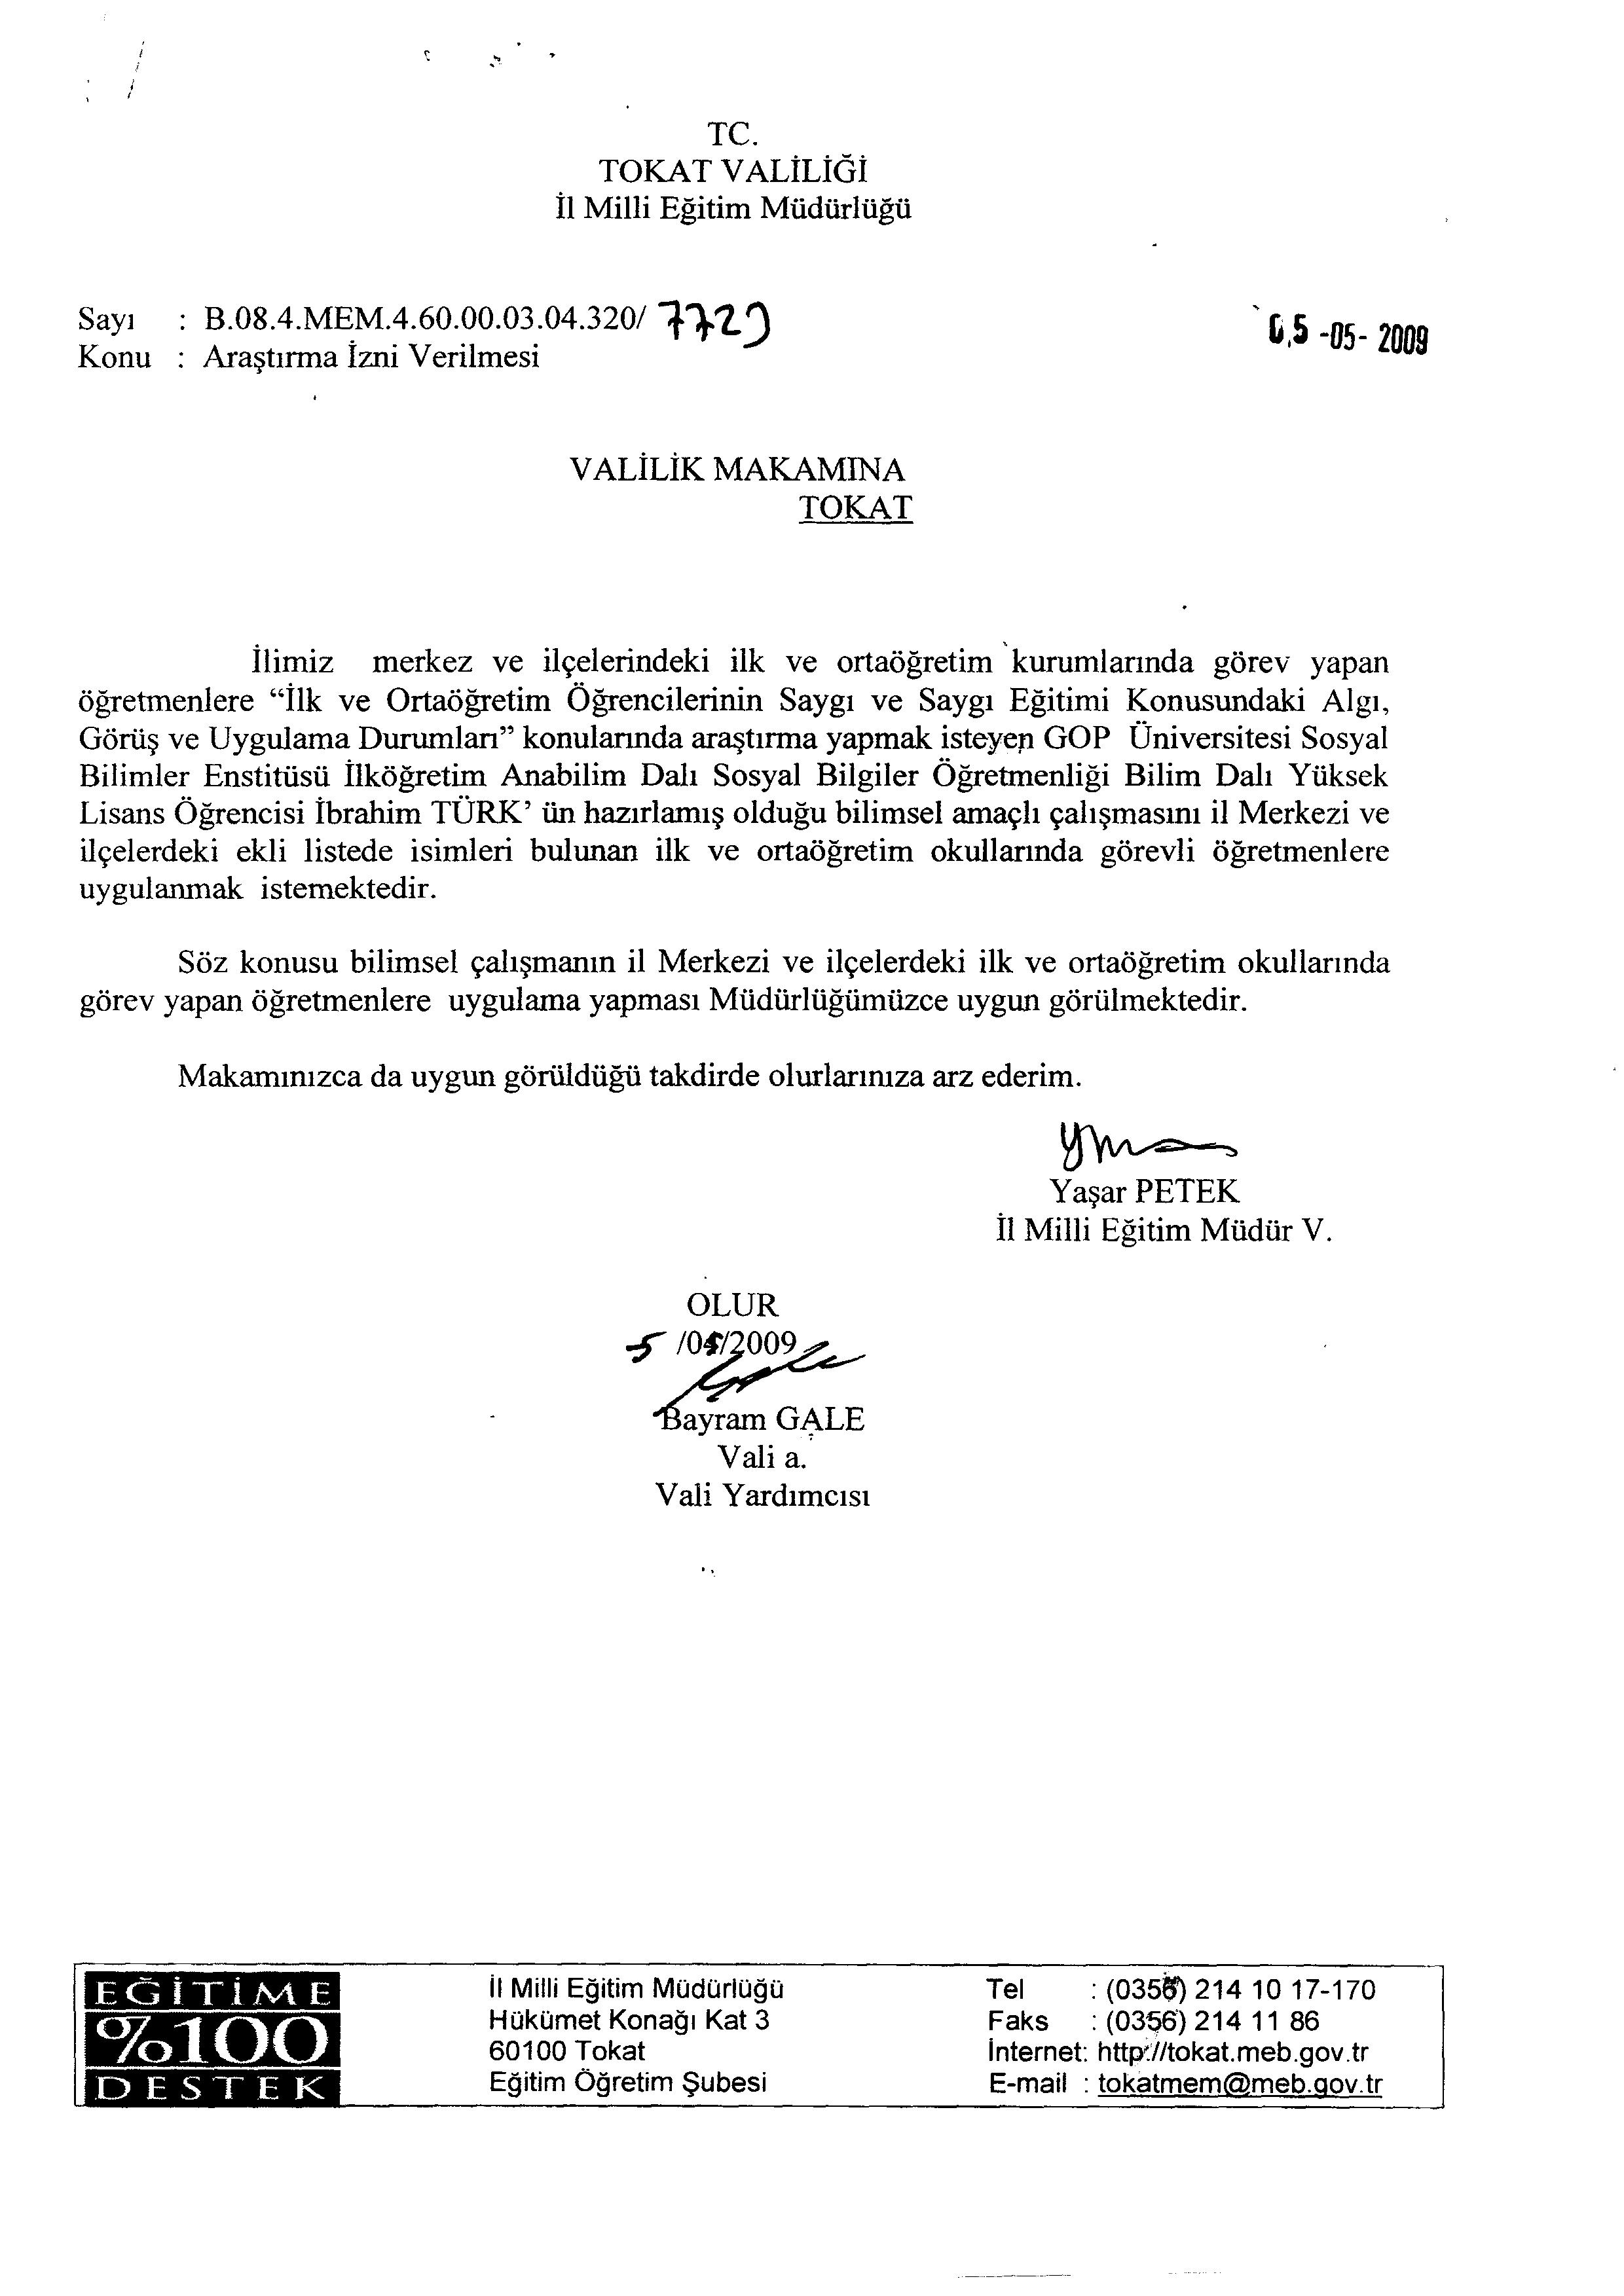 TC.
TOKAT VALİLİĞİ
İl Milli Eğitim Müdürlüğü
Sayı : B.08.4.MEM.4.60.00.03.04.320/ 7729
05 -05- 2009
Konu : Araştırma İzni Verilmesi
VALİLİK MAKAMINA
TOKAT
İlimiz merkez ve ilçelerindeki ilk ve ortaöğretim kurumlarında görev yapan
öğretmenlere “İlk ve Ortaöğretim Öğrencilerinin Saygı ve Saygı Eğitimi Konusundaki Algı,
Görüş ve Uygulama Durumları” konularında araştırma yapmak isteyen GOP Üniversitesi Sosyal
Bilimler Enstitüsü İlköğretim Anabilim Dalı Sosyal Bilgiler Öğretmenliği Bilim Dalı Yüksek
Lisans Öğrencisi İbrahim TÜRK’ ün hazırlamış olduğu bilimsel amaçlı çalışmasını il Merkezi ve
ilçelerdeki ekli listede isimleri bulunan ilk ve ortaöğretim okullarında görevli öğretmenlere
uygulanmak istemektedir.
Söz konusu bilimsel çalışmanın il Merkezi ve ilçelerdeki ilk ve ortaöğretim okullarında
görev yapan öğretmenlere uygulama yapması Müdürlüğümüzce uygun görülmektedir.
Makamınızca da uygun görüldüğü takdirde olurlarınıza arz ederim.
Yaşar PETEK
İl Milli Eğitim Müdür V.
OLUR
5 /05/2009
Bayram GALE
Vali a.
Vali Yardımcısı
EĞİTİME
%100
DESTEK
İl Milli Eğitim Müdürlüğü
Hükümet Konağı Kat 3
60100 Tokat
Eğitim Öğretim Şubesi
Tel : (0356) 214 10 17-170
Faks : (0356) 214 11 86
İnternet: http://tokat.meb.gov.tr
E-mail : tokatmem@meb.gov.tr